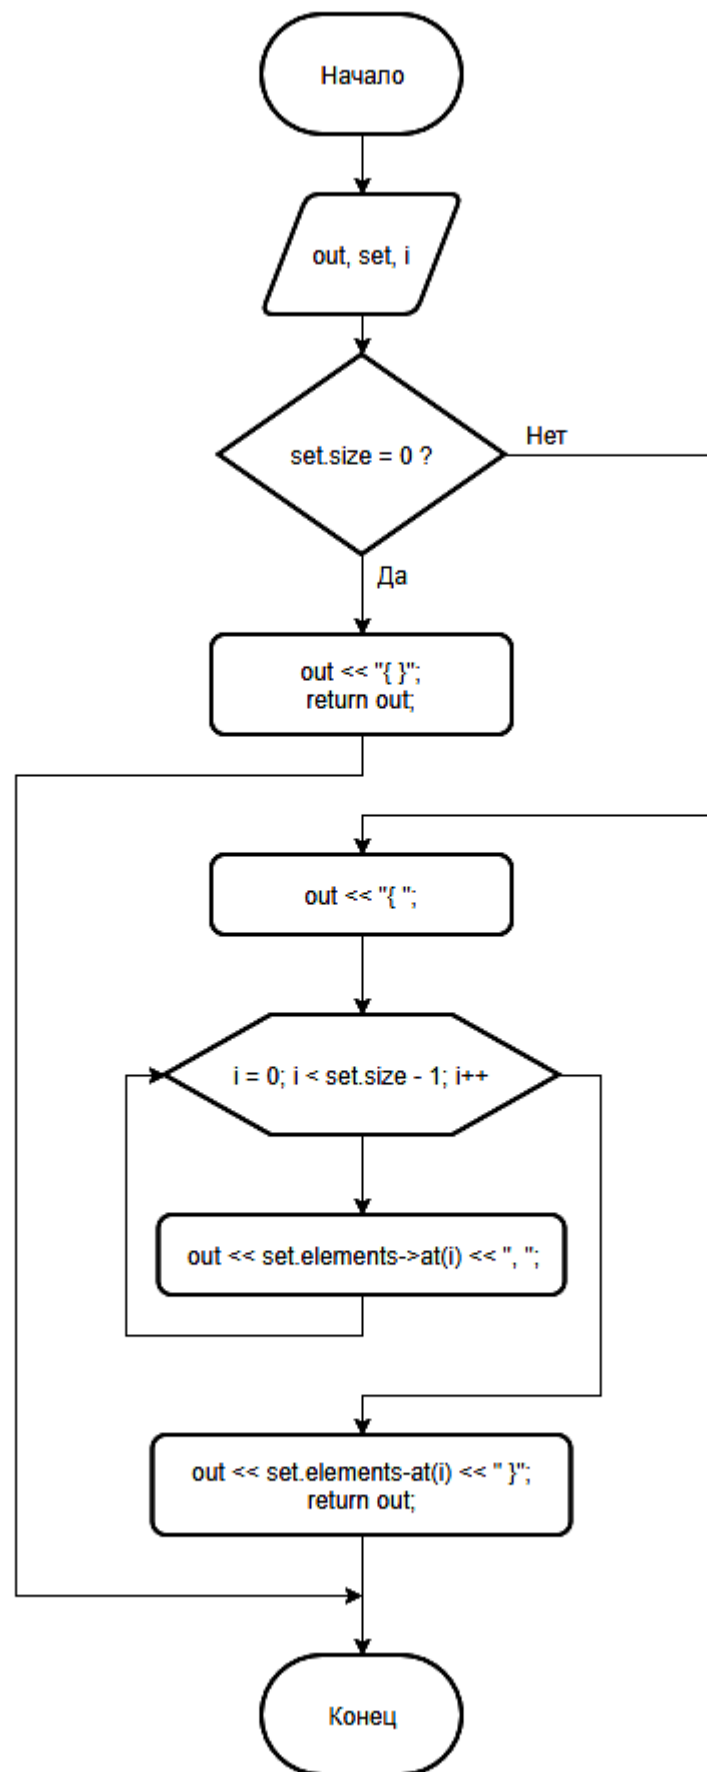 Начало
out, set, i
set.size = 0 ?
Нет
Да
out << "{ }";
return out;
out << "{ ";
i = 0; i < set.size - 1; i++
out << set.elements->at(i) << ", ";
out << set.elements-at(i) << " }";
return out;
Конец